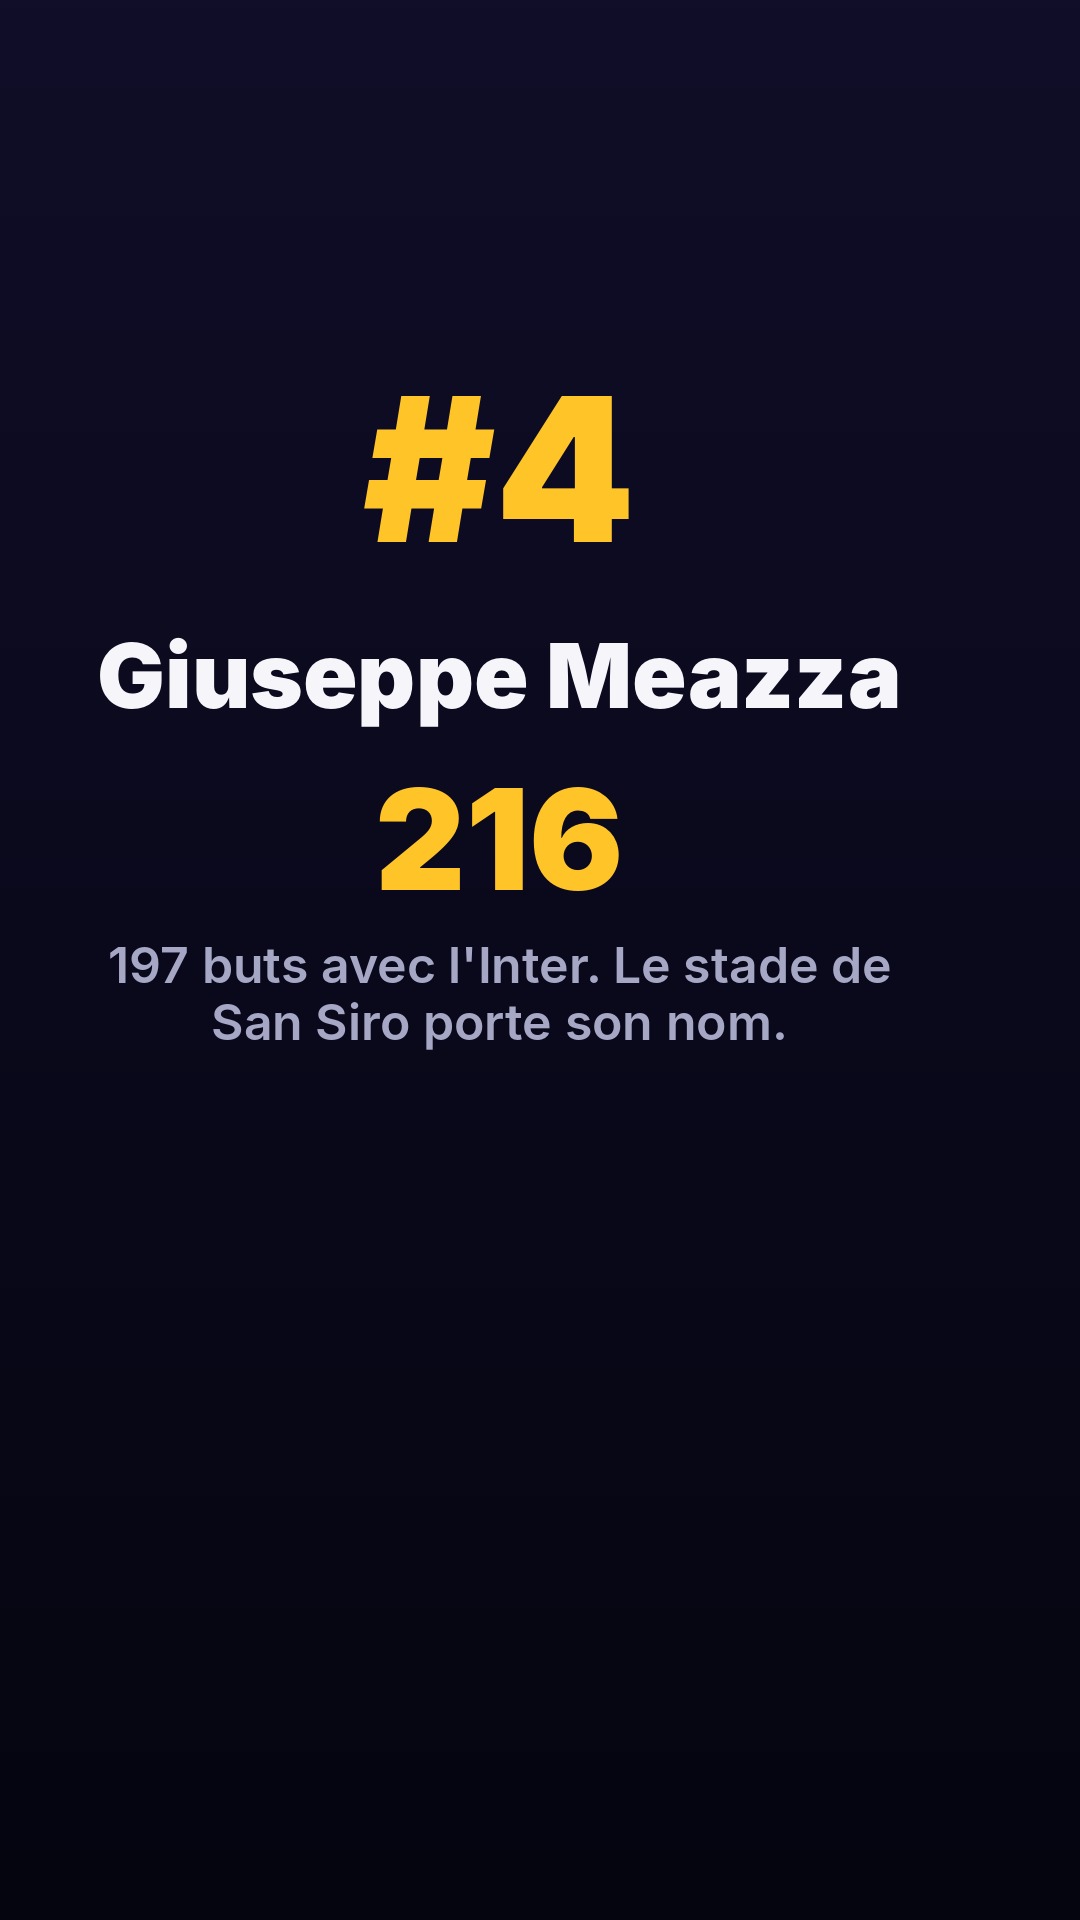 #4
Giuseppe Meazza
216
197 buts avec l'Inter. Le stade de
San Siro porte son nom.